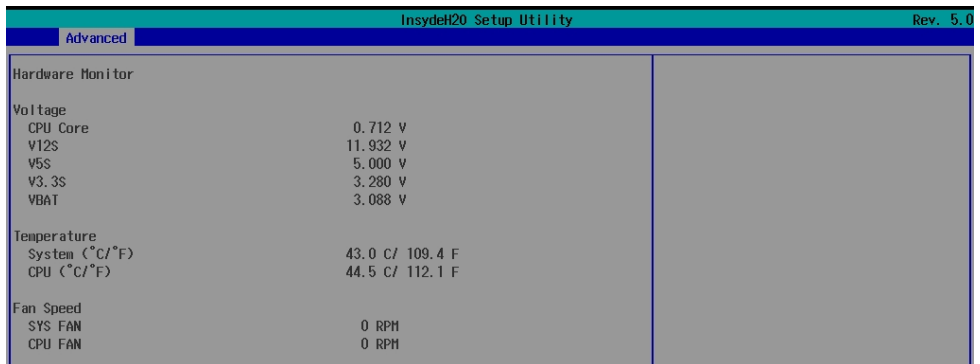 InsydeH2O Setup Utility Rev. 5.0
Advanced
Hardware Monitor
Voltage
CPU Core 0.712 V
V12S 11.932 V
V5S 5.000 V
V3.3S 3.280 V
VBAT 3.088 V
Temperature
System (°C/°F) 43.0 C/ 109.4 F
CPU (°C/°F) 44.5 C/ 112.1 F
Fan Speed
SYS FAN 0 RPM
CPU FAN 0 RPM